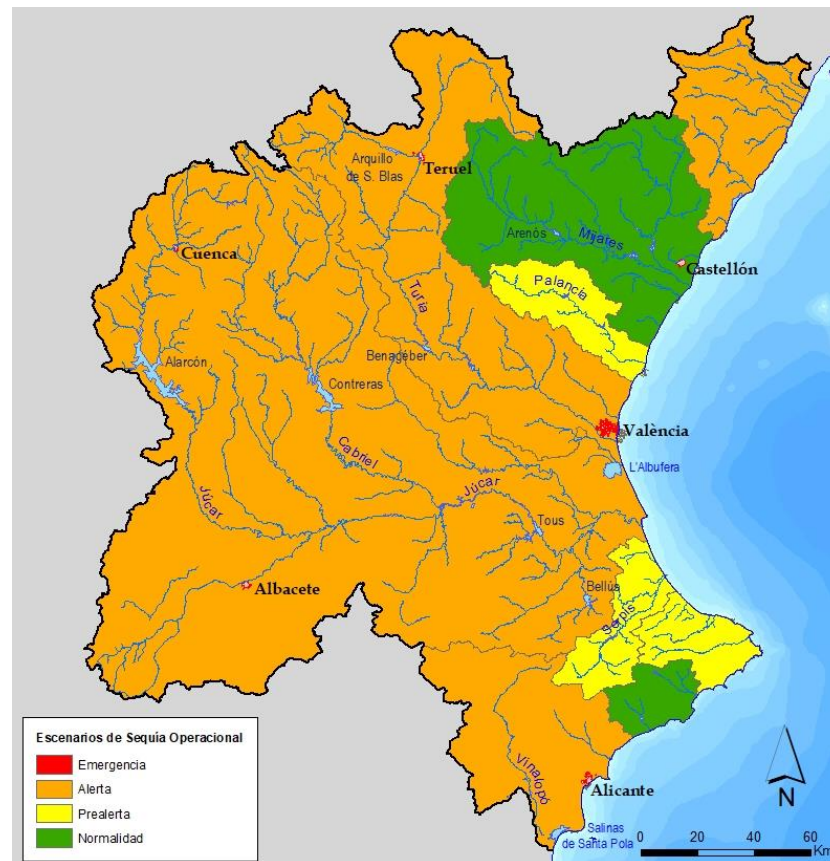 Arquillo
de S. Blas
Teruel
Arenós
Mijares
Castellón
Cuenca
Palancia
Turia
Benagéber
Alarcón
Contreras
València
L'Albufera
Cabriel
Júcar
Júcar
Tous
Albacete
Bellús
Serpis
Vinalopó
Alicante
Salinas
de Santa Pola
Escenarios de Sequía Operacional
Emergencia
Alerta
Prealerta
Normalidad
N
0 20 40 60
Km